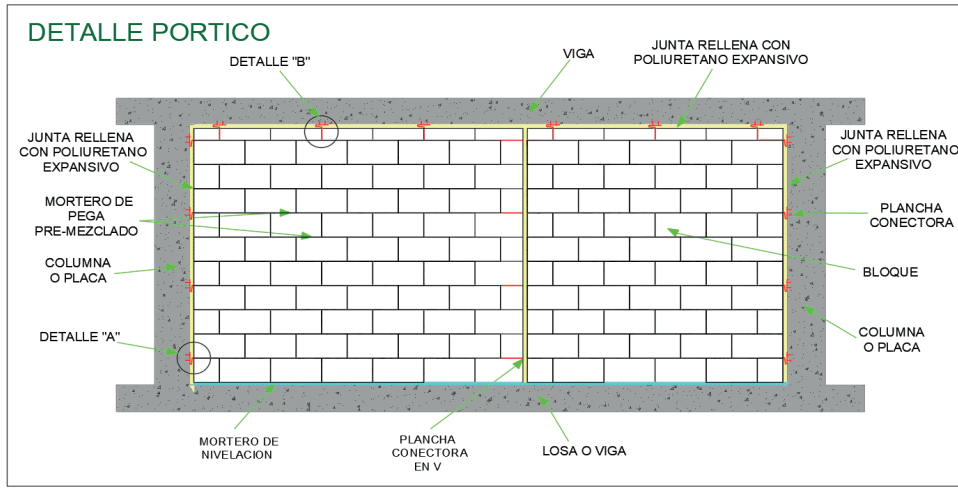 DETALLE PORTICO
DETALLE "B"
VIGA
JUNTA RELLENA CON
POLIURETANO EXPANSIVO
JUNTA RELLENA
CON POLIURETANO
EXPANSIVO
MORTERO DE
PEGA
PRE-MEZCLADO
COLUMNA
O PLACA
DETALLE "A"
MORTERO DE
NIVELACION
PLANCHA
CONECTORA
EN V
LOSA O VIGA
JUNTA RELLENA
CON POLIURETANO
EXPANSIVO
PLANCHA
CONECTORA
BLOQUE
COLUMNA
O PLACA